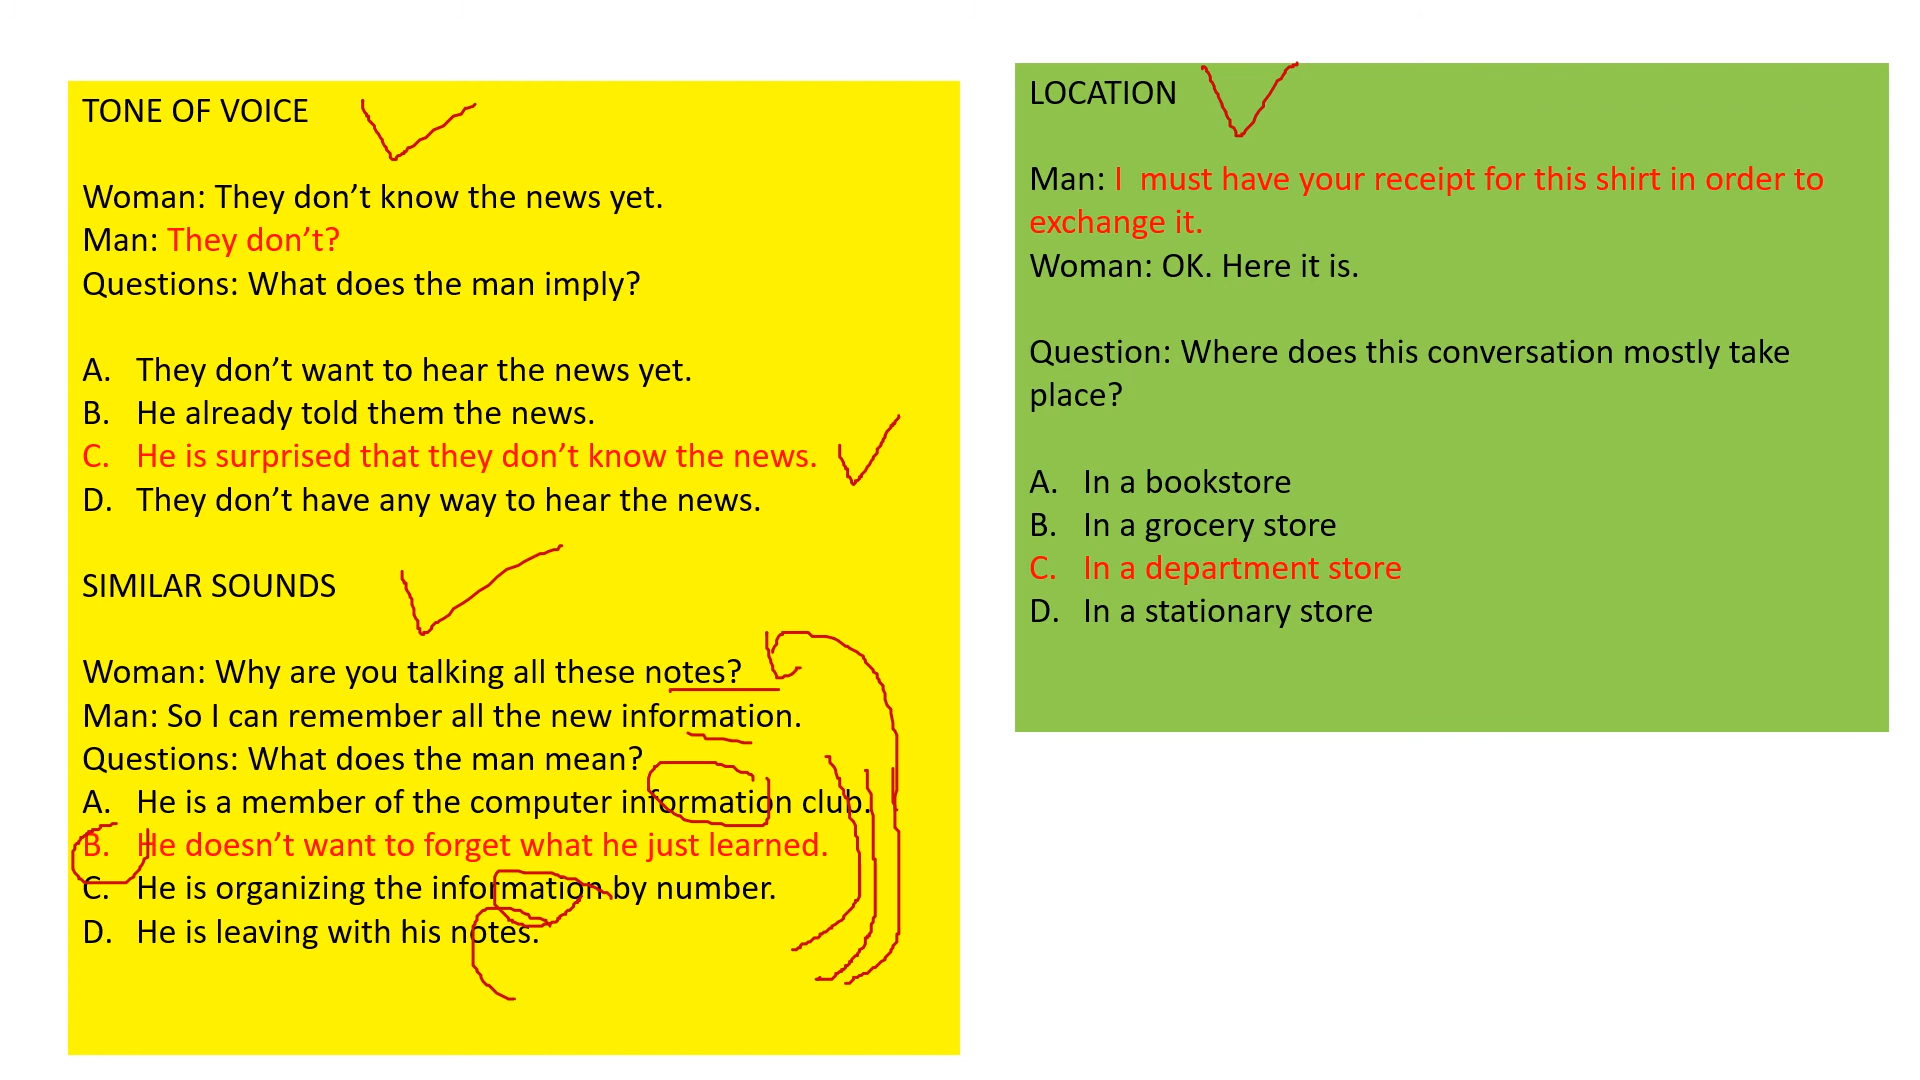 TONE OF VOICE
Woman: They don't know the news yet.
Man: They don't?
Questions: What does the man imply?
A. They don't want to hear the news yet.
B. He already told them the news.
C. He is surprised that they don't know the news.
D. They don't have any way to hear the news.
SIMILAR SOUNDS
Woman: Why are you talking all these notes?
Man: So I can remember all the new information.
Questions: What does the man mean?
A. He is a member of the computer information club.
B. He doesn't want to forget what he just learned.
C. He is organizing the information by number.
D. He is leaving with his notes.
LOCATION
Man: I must have your receipt for this shirt in order to
exchange it.
Woman: OK. Here it is.
Question: Where does this conversation mostly take
place?
A. In a bookstore
B. In a grocery store
C. In a department store
D. In a stationary store